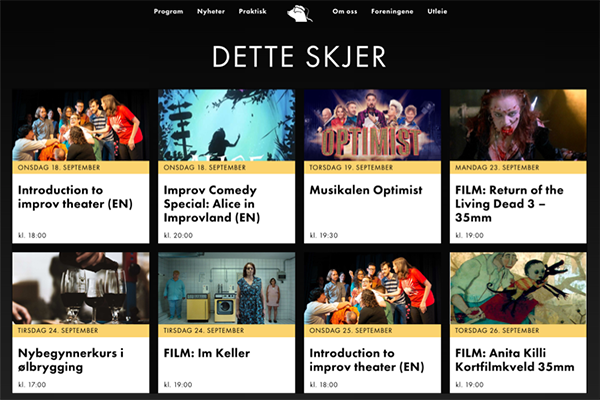 Program Nyheter Praktisk Om oss Foreningene Utleie
DETTE SKJER
OPTIMIST
ONSDAG 18. SEPTEMBER
Introduction to
improv theater (EN)
kl. 18:00
ONSDAG 18. SEPTEMBER
Improv Comedy
Special: Alice in
Improvland (EN)
kl. 20:00
TORSDAG 19. SEPTEMBER
Musikalen Optimist
kl. 19:30
MANDAG 23. SEPTEMBER
FILM: Return of the
Living Dead 3 –
35mm
kl. 19:00
TIRSDAG 24. SEPTEMBER
Nybegynnerkurs i
ølbrygging
kl. 17:00
TIRSDAG 24. SEPTEMBER
FILM: Im Keller
kl. 19:00
ONSDAG 25. SEPTEMBER
Introduction to
improv theater (EN)
kl. 18:00
TORSDAG 26. SEPTEMBER
FILM: Anita Killi
Kortfilmkveld 35mm
kl. 19:00